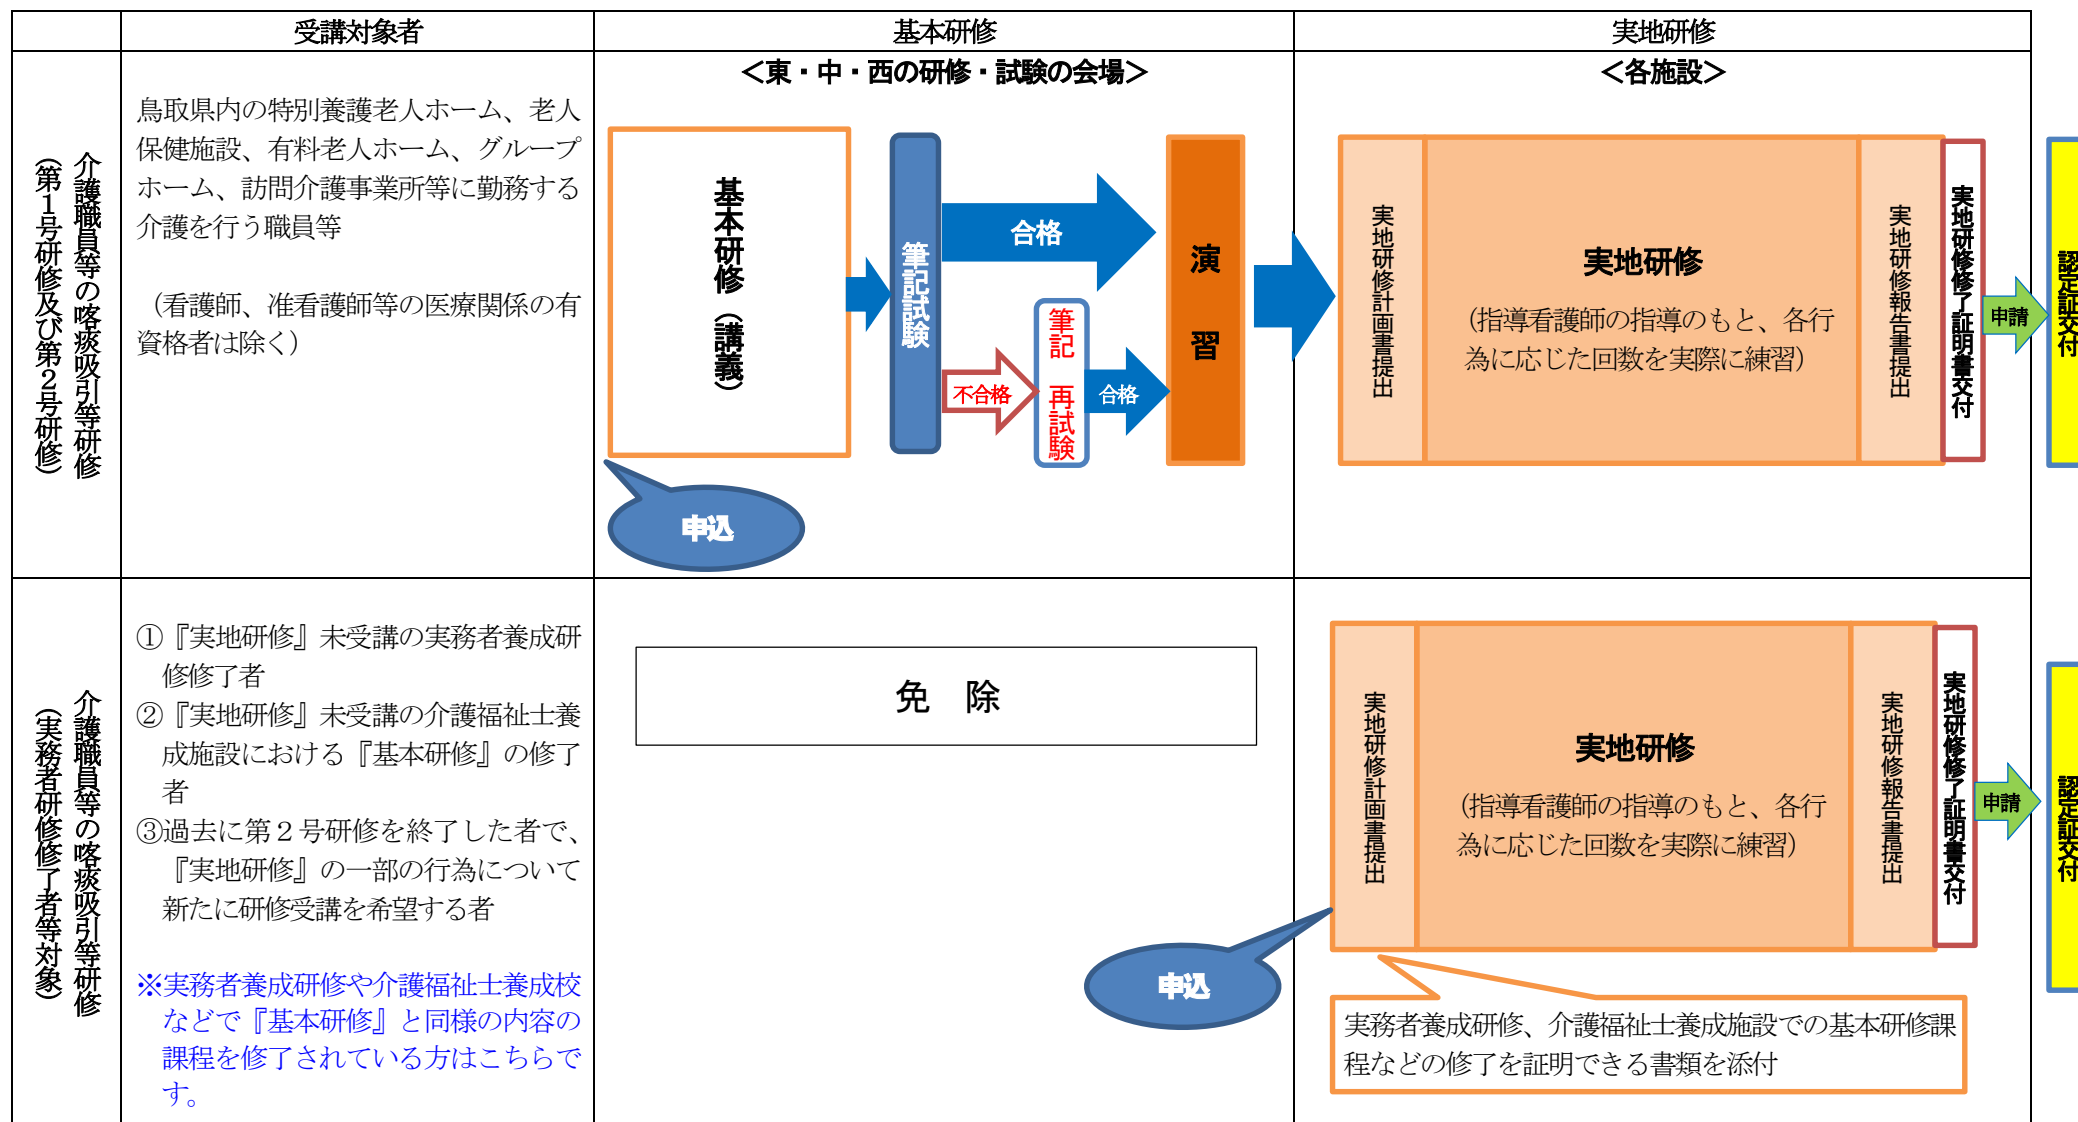 受講対象者
基本研修
実地研修
介護職員等の喀痰吸引等研修
（第１号研修及び第２号研修）
鳥取県内の特別養護老人ホーム、老人
保健施設、有料老人ホーム、グループ
ホーム、訪問介護事業所等に勤務する
介護を行う職員等
（看護師、准看護師等の医療関係の有
資格者は除く）
＜東・中・西の研修・試験の会場＞
基本研修（講義）
筆記試験
合格
不合格
筆記 再試験
合格
演 習
申込
＜各施設＞
実地研修計画書提出
実地研修
（指導看護師の指導のもと、各行
為に応じた回数を実際に練習）
実地研修報告書提出
実地研修修了証明書交付
申請
認定証交付
介護職員等の喀痰吸引等研修
（実務者研修修了者等対象）
①『実地研修』未受講の実務者養成研
修修了者
②『実地研修』未受講の介護福祉士養
成施設における『基本研修』の修了
者
③過去に第２号研修を終了した者で、
『実地研修』の一部の行為について
新たに研修受講を希望する者
※実務者養成研修や介護福祉士養成校
などで『基本研修』と同様の内容の
課程を修了されている方はこちらで
す。
免 除
申込
実地研修計画書提出
実地研修
（指導看護師の指導のもと、各行
為に応じた回数を実際に練習）
実地研修報告書提出
実地研修修了証明書交付
申請
認定証交付
実務者養成研修、介護福祉士養成施設での基本研修課
程などの修了を証明できる書類を添付